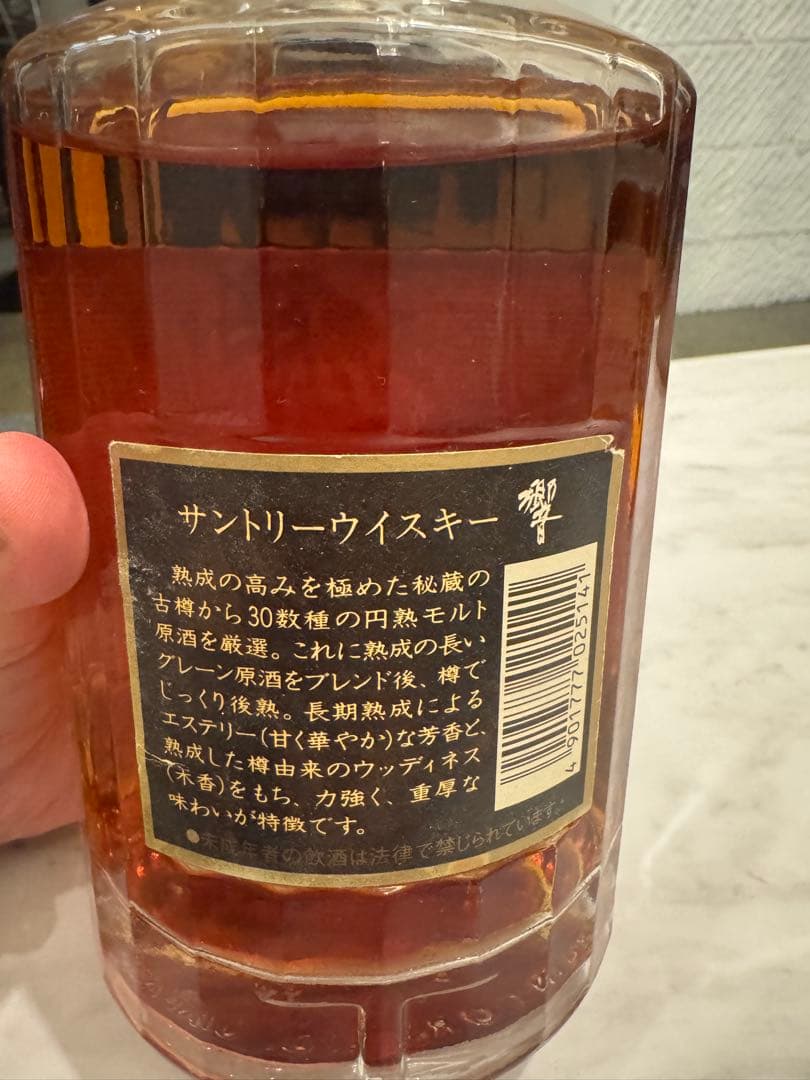 サントリーウイスキー 響
熟成の高みを極めた秘蔵の
古樽から30数種の円熟モルト
原酒を厳選。これに熟成の長い
グレーン原酒をブレンド後、樽で
じっくり後熟。長期熟成による
エステリー(甘く華やか)な芳香と、
熟成した樽由来のウッディネス
(木香)をもち、力強く、重厚な
味わいが特徴です。
●未成年者の飲酒は法律で禁じられています。
4 901777 025141